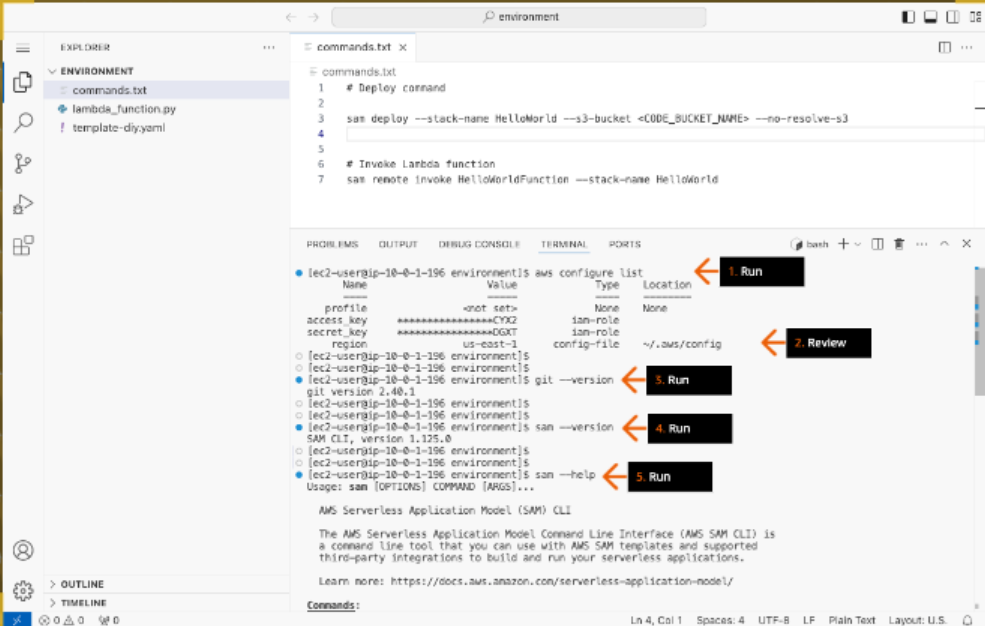 environment
EXPLORER ...
ENVIRONMENT
commands.txt
lambda_function.py
! template-diy.yaml
OUTLINE
TIMELINE
commands.txt
commands.txt
1 # Deploy command
2
3 sam deploy --stack-name HelloWorld --s3-bucket <CODE_BUCKET_NAME> --no-resolve-s3
4
5
6 # Invoke Lambda function
7 sam remote invoke HelloWorldFunction --stack-name HelloWorld
PROBLEMS OUTPUT DEBUG CONSOLE TERMINAL PORTS bash
[ec2-user@ip-10-0-1-196 environment]$ aws configure list
1. Run
Name Value Type Location
---- ----- ---- --------
profile <not set> None None
access_key ****************CYX2 iam-role
secret_key ****************DGXT iam-role
region us-east-1 config-file ~/.aws/config
2. Review
[ec2-user@ip-10-0-1-196 environment]$
[ec2-user@ip-10-0-1-196 environment]$
[ec2-user@ip-10-0-1-196 environment]$ git --version
3. Run
git version 2.40.1
[ec2-user@ip-10-0-1-196 environment]$
[ec2-user@ip-10-0-1-196 environment]$
[ec2-user@ip-10-0-1-196 environment]$ sam --version
4. Run
SAM CLI, version 1.125.0
[ec2-user@ip-10-0-1-196 environment]$
[ec2-user@ip-10-0-1-196 environment]$
[ec2-user@ip-10-0-1-196 environment]$ sam --help
5. Run
Usage: sam [OPTIONS] COMMAND [ARGS]...
AWS Serverless Application Model (SAM) CLI
The AWS Serverless Application Model Command Line Interface (AWS SAM CLI) is
a command line tool that you can use with AWS SAM templates and supported
third-party integrations to build and run your serverless applications.
Learn more: https://docs.aws.amazon.com/serverless-application-model/
Commands:
0 0 0 Ln 4, Col 1 Spaces: 4 UTF-8 LF Plain Text Layout: U.S.